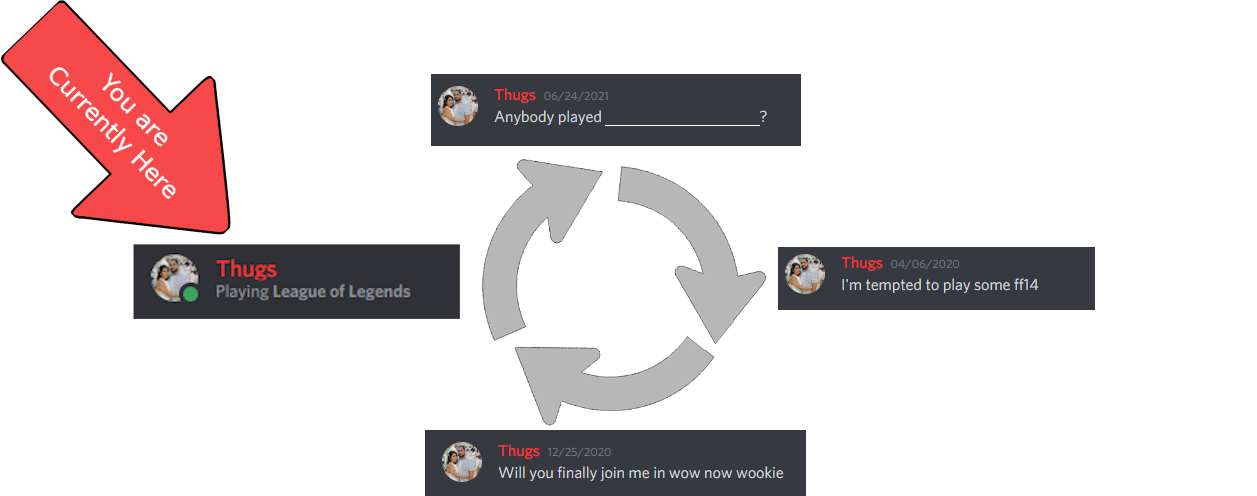 You are
Currently Here
Thugs 06/24/2021
Anybody played ___________________?
Thugs
Playing League of Legends
Thugs 04/06/2020
I'm tempted to play some ff14
Thugs 12/25/2020
Will you finally join me in wow now wookie